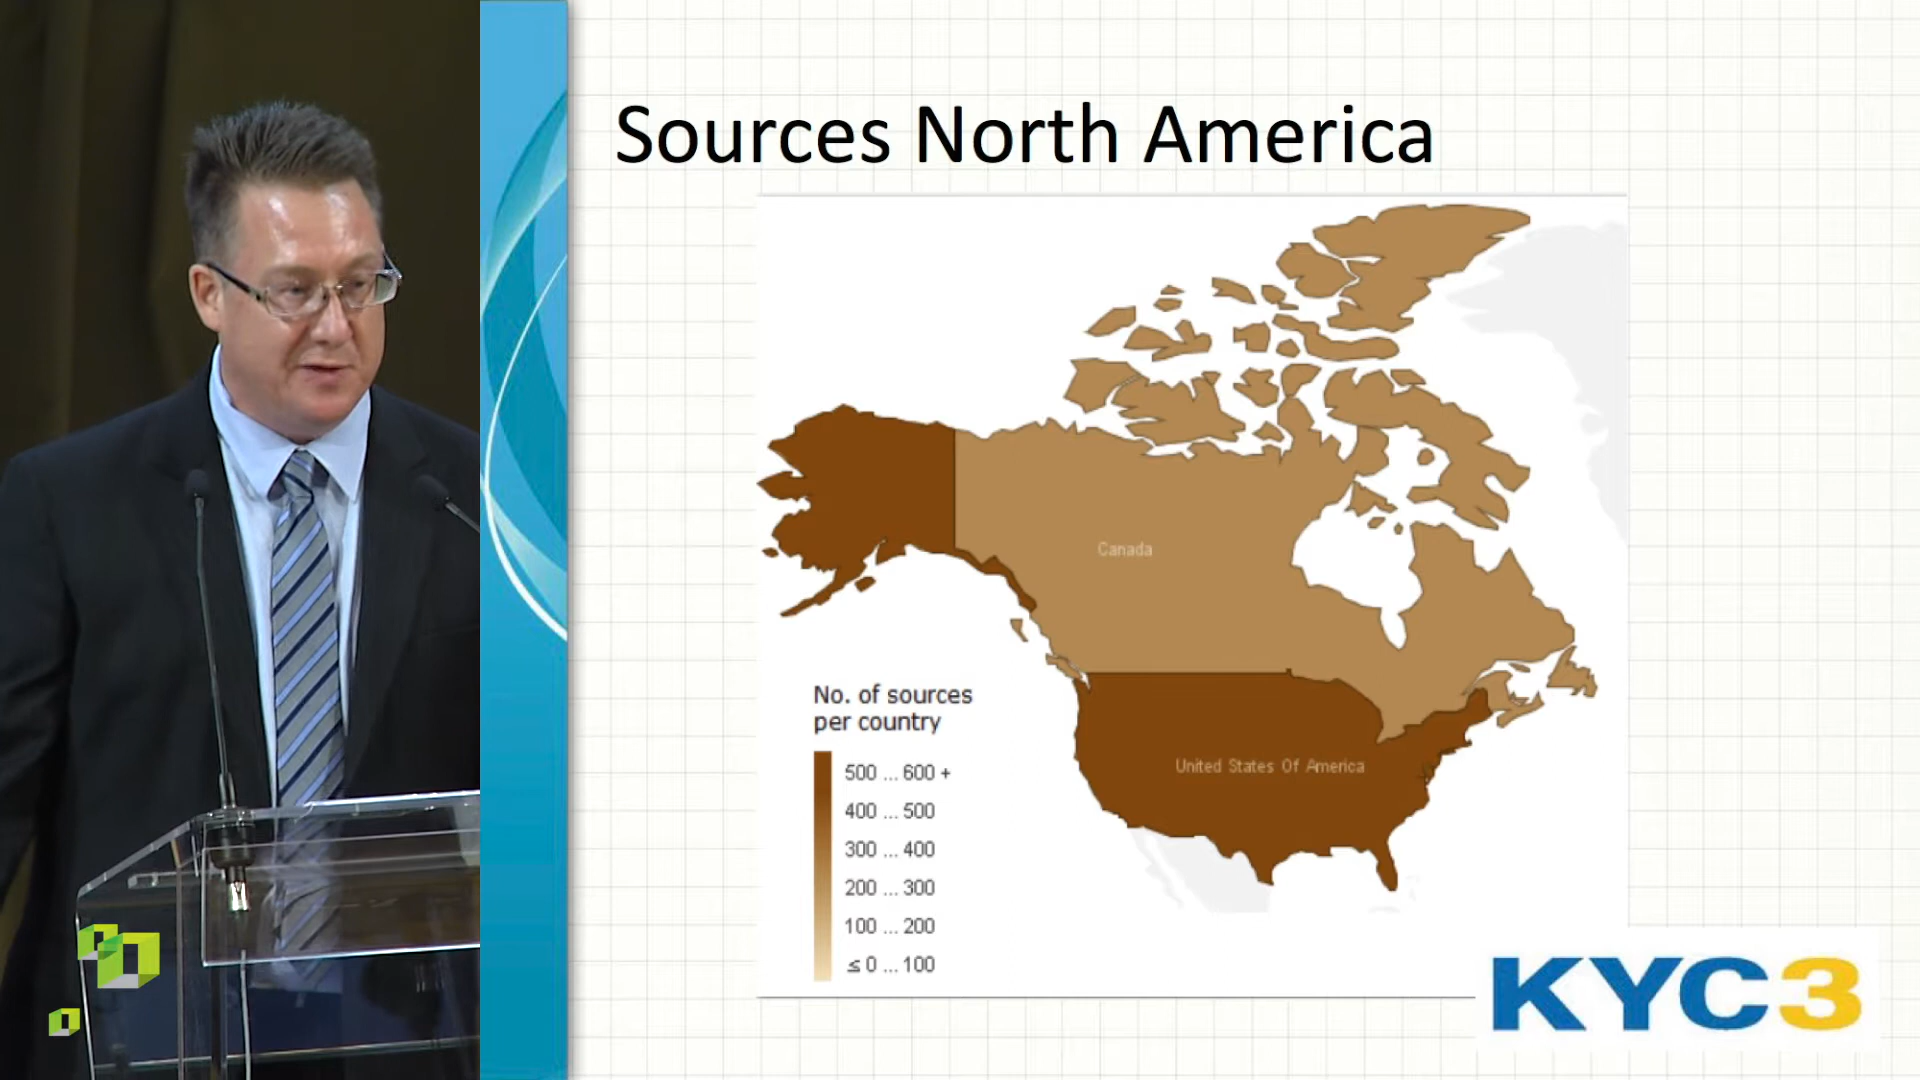 Sources North America
Canada
United States Of America
No. of sources
per country
500 ... 600 +
400 ... 500
300 ... 400
200 ... 300
100 ... 200
≤ 0 ... 100
KYC3